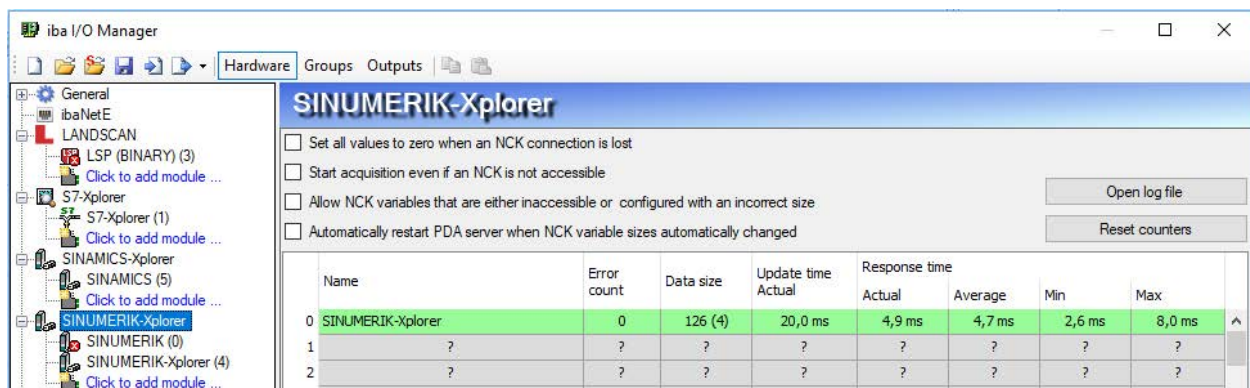 iba I/O Manager
Hardware Groups Outputs
General
ibaNetE
LANDSCAN
LSP (BINARY) (3)
Click to add module ...
S7-Xplorer
S7-Xplorer (1)
Click to add module ...
SINAMICS-Xplorer
SINAMICS (5)
Click to add module ...
SINUMERIK-Xplorer
SINUMERIK (0)
SINUMERIK-Xplorer (4)
Click to add module ...
SINUMERIK-Xplorer
Set all values to zero when an NCK connection is lost
Start acquisition even if an NCK is not accessible
Allow NCK variables that are either inaccessible or configured with an incorrect size
Automatically restart PDA server when NCK variable sizes automatically changed
Open log file
Reset counters
Name Error count Data size Update time Actual Response time
Actual Average Min Max
0 SINUMERIK-Xplorer 0 126 (4) 20,0 ms 4,9 ms 4,7 ms 2,6 ms 8,0 ms
1 ? ? ? ? ? ? ? ?
2 ? ? ? ? ? ? ? ?